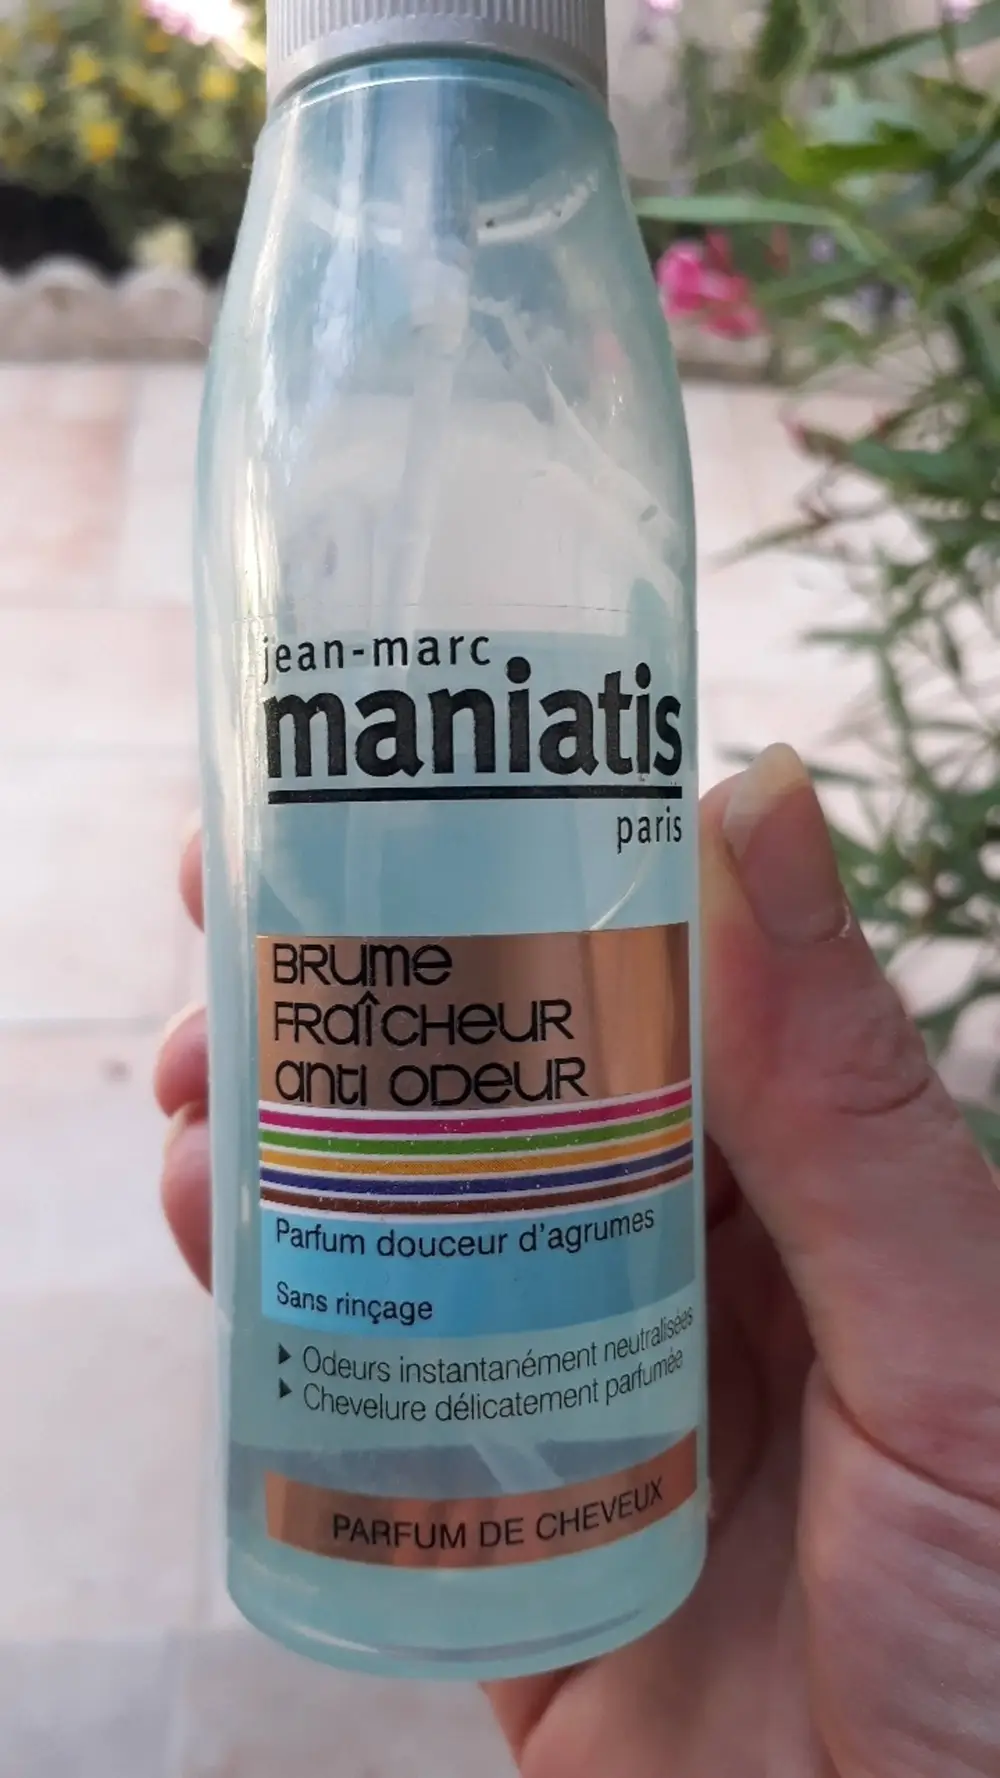 jean-marc
maniatis
paris
BRUME
FRAÎCHEUR
ANTI ODEUR
Parfum douceur d'agrumes
Sans rinçage
▶ Odeurs instantanément neutralisées
▶ Chevelure délicatement parfumée
PARFUM DE CHEVEUX